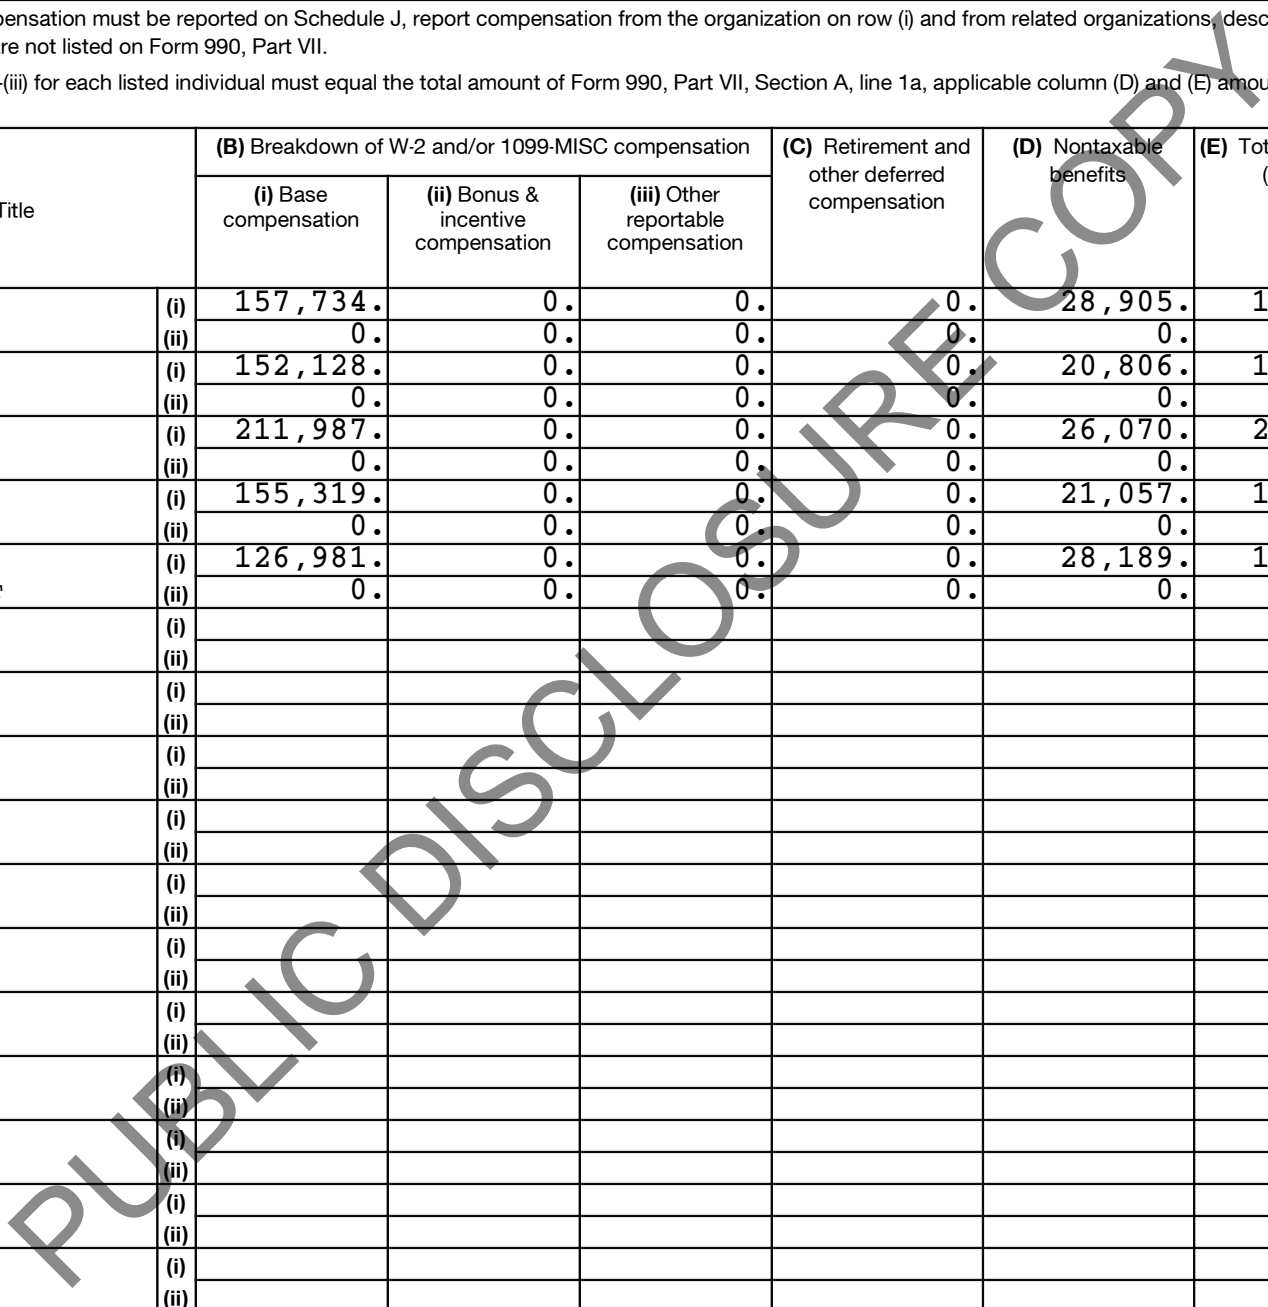 pensation must be reported on Schedule J, report compensation from the organization on row (i) and from related organizations, desc
re not listed on Form 990, Part VII.
-(iii) for each listed individual must equal the total amount of Form 990, Part VII, Section A, line 1a, applicable column (D) and (E) amou
Title
(B) Breakdown of W-2 and/or 1099-MISC compensation
(i) Base
compensation
(ii) Bonus &
incentive
compensation
(iii) Other
reportable
compensation
(C) Retirement and
other deferred
compensation
(D) Nontaxable
benefits
(E) Tot
(
(i) 157,734. 0. 0. 0. 28,905. 1
(ii) 0. 0. 0. 0. 0.
(i) 152,128. 0. 0. 0. 20,806. 1
(ii) 0. 0. 0. 0. 0.
(i) 211,987. 0. 0. 0. 26,070. 2
(ii) 0. 0. 0. 0. 0.
(i) 155,319. 0. 0. 0. 21,057. 1
(ii) 0. 0. 0. 0. 0.
(i) 126,981. 0. 0. 0. 28,189. 1
(ii) 0. 0. 0. 0. 0.
(i)
(ii)
(i)
(ii)
(i)
(ii)
(i)
(ii)
(i)
(ii)
(i)
(ii)
(i)
(ii)
(i)
(ii)
(i)
(ii)
(i)
(ii)
(i)
(ii)
PUBLIC DISCLOSURE COPY